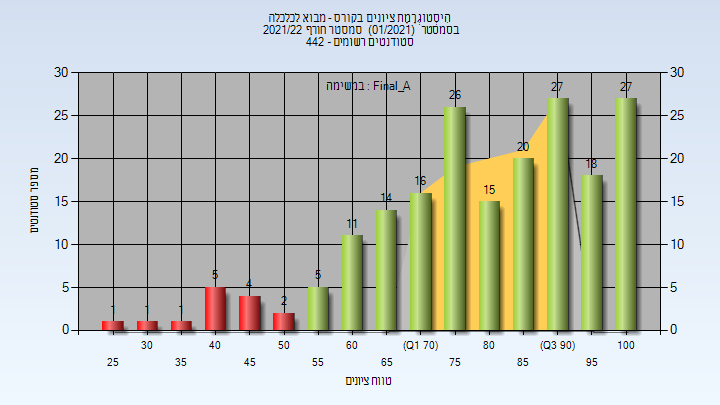 היסטוגרמת ציונים בקורס - מבוא לכלכלה
בסמסטר (01/2021) סמסטר חורף 2021/22
סטודנטים רשומים - 442
במשימה : Final_A
מספר סטודנטים
30 25 20 15 10 5 0
30 25 20 15 10 5 0
1 1 1 5 4 2 5 11 14 16 26 15 20 27 18 27
30 40 50 60 (Q1 70) 80 (Q3 90) 100
25 35 45 55 65 75 85 95
טווח ציונים